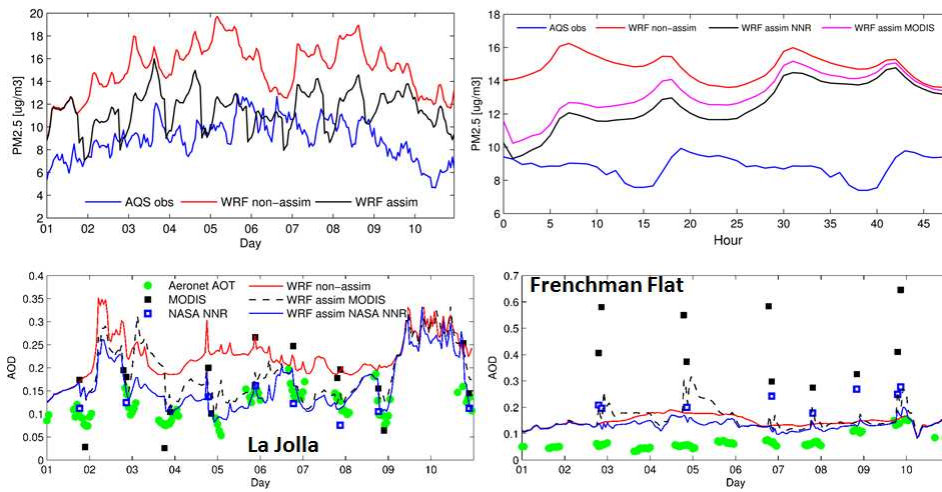 20
18
16
14
12
10
8
6
4
2
PM2.5 [ug/m3]
AQS obs WRF non-assim WRF assim
01 02 03 04 05 06 07 08 09 10
Day
AQS obs WRF non-assim WRF assim NNR WRF assim MODIS
18
16
14
12
10
8
6
PM2.5 [ug/m3]
0 5 10 15 20 25 30 35 40 45
Hour
0.4
0.35
0.3
0.25
0.2
0.15
0.1
0.05
0
AOD
Aeronet AOT WRF non-assim
MODIS WRF assim MODIS
NASA NNR WRF assim NASA NNR
La Jolla
01 02 03 04 05 06 07 08 09 10
Day
Frenchman Flat
0.7
0.6
0.5
0.4
0.3
0.2
0.1
0
AOD
01 02 03 04 05 06 07 08 09 10
Day